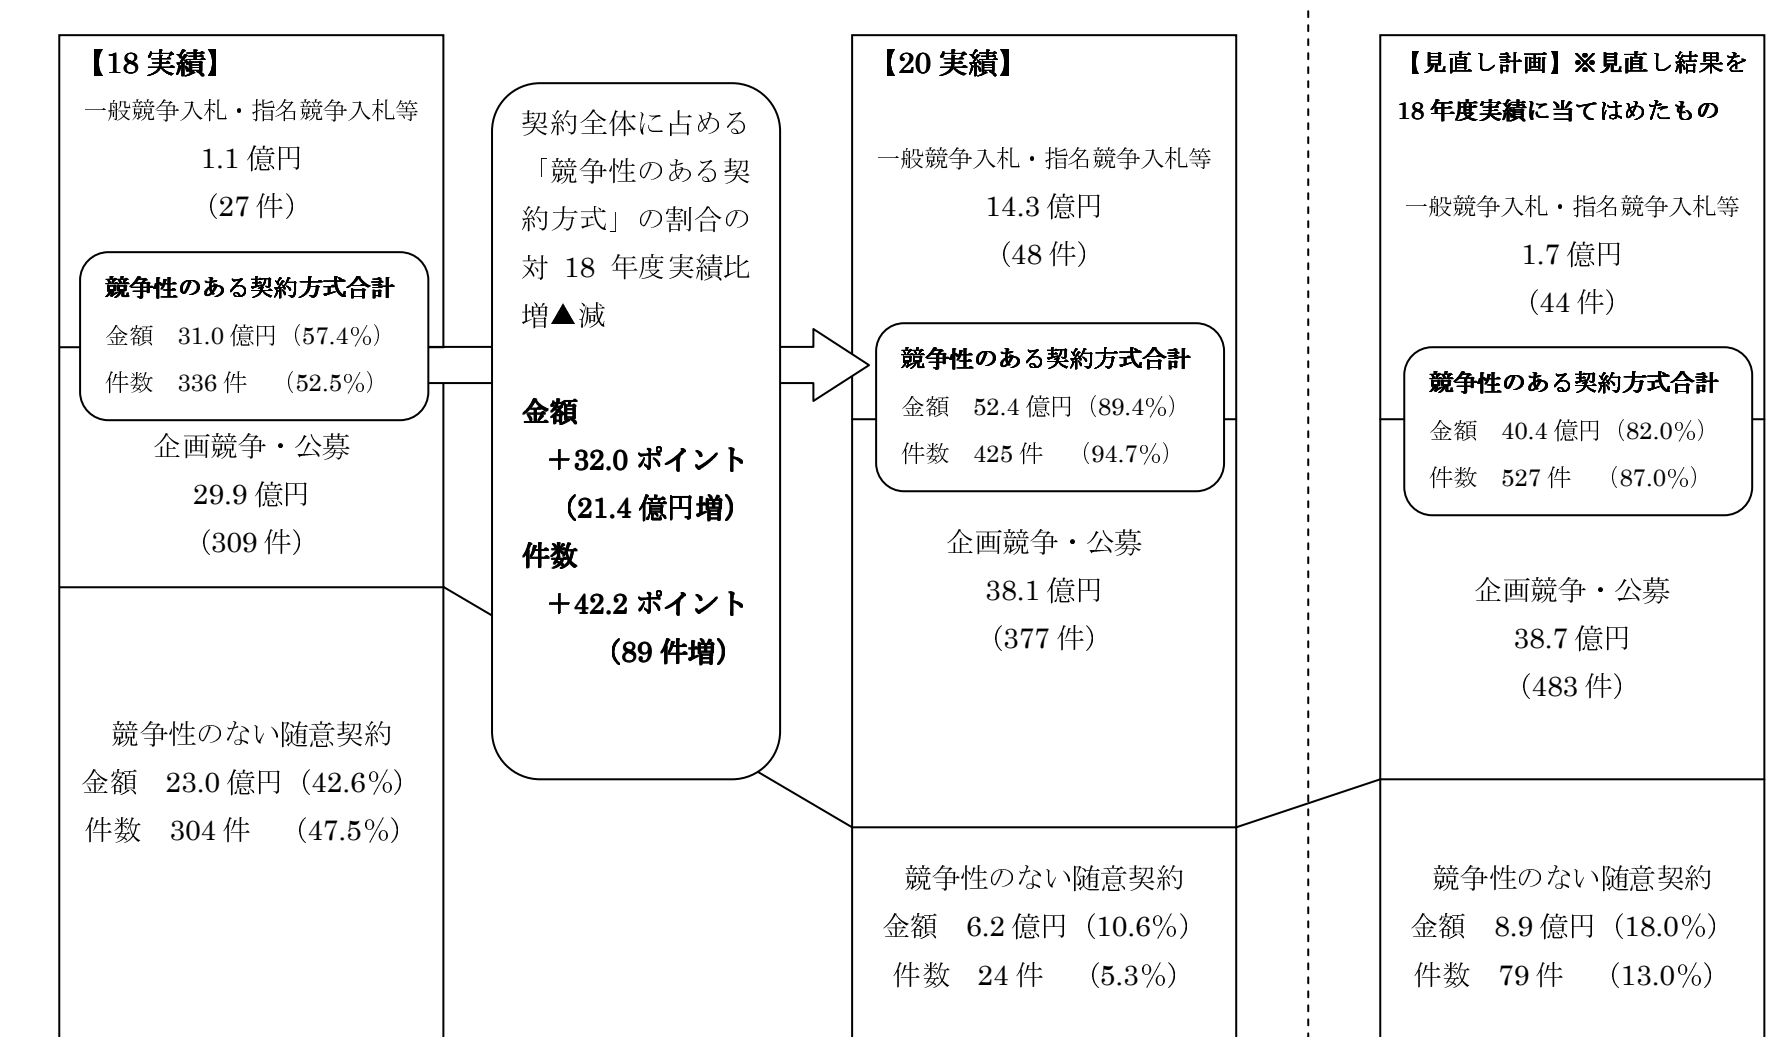 【18 実績】
一般競争入札・指名競争入札等
1.1 億円
（27 件）
競争性のある契約方式合計
金額　31.0 億円（57.4％）
件数　336 件　（52.5％）
企画競争・公募
29.9 億円
（309 件）
競争性のない随意契約
金額　23.0 億円（42.6％）
件数　304 件　（47.5％）
契約全体に占める
「競争性のある契
約方式」の割合の
対 18 年度実績比
増▲減
金額
＋32.0 ポイント
（21.4 億円増）
件数
＋42.2 ポイント
（89 件増）
【20 実績】
一般競争入札・指名競争入札等
14.3 億円
（48 件）
競争性のある契約方式合計
金額　52.4 億円（89.4％）
件数　425 件　（94.7％）
企画競争・公募
38.1 億円
（377 件）
競争性のない随意契約
金額　6.2 億円（10.6％）
件数　24 件　（5.3％）
【見直し計画】※見直し結果を
18 年度実績に当てはめたもの
一般競争入札・指名競争入札等
1.7 億円
（44 件）
競争性のある契約方式合計
金額　40.4 億円（82.0％）
件数　527 件　（87.0％）
企画競争・公募
38.7 億円
（483 件）
競争性のない随意契約
金額　8.9 億円（18.0％）
件数　79 件　（13.0％）